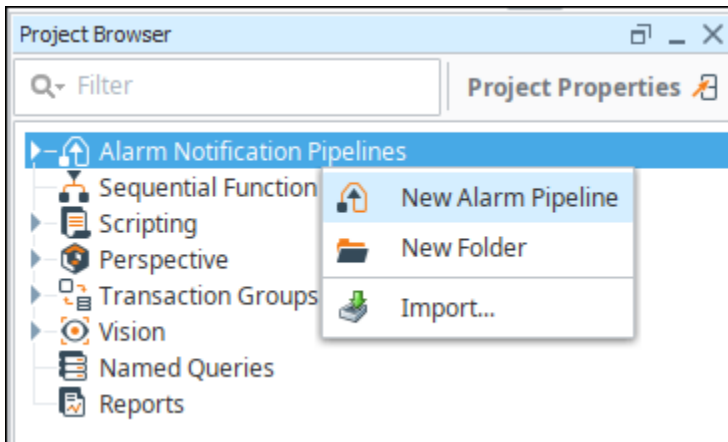 Project Browser
Filter
Project Properties
Alarm Notification Pipelines
Sequential Function
New Alarm Pipeline
Scripting
New Folder
Perspective
Transaction Groups
Import...
Vision
Named Queries
Reports